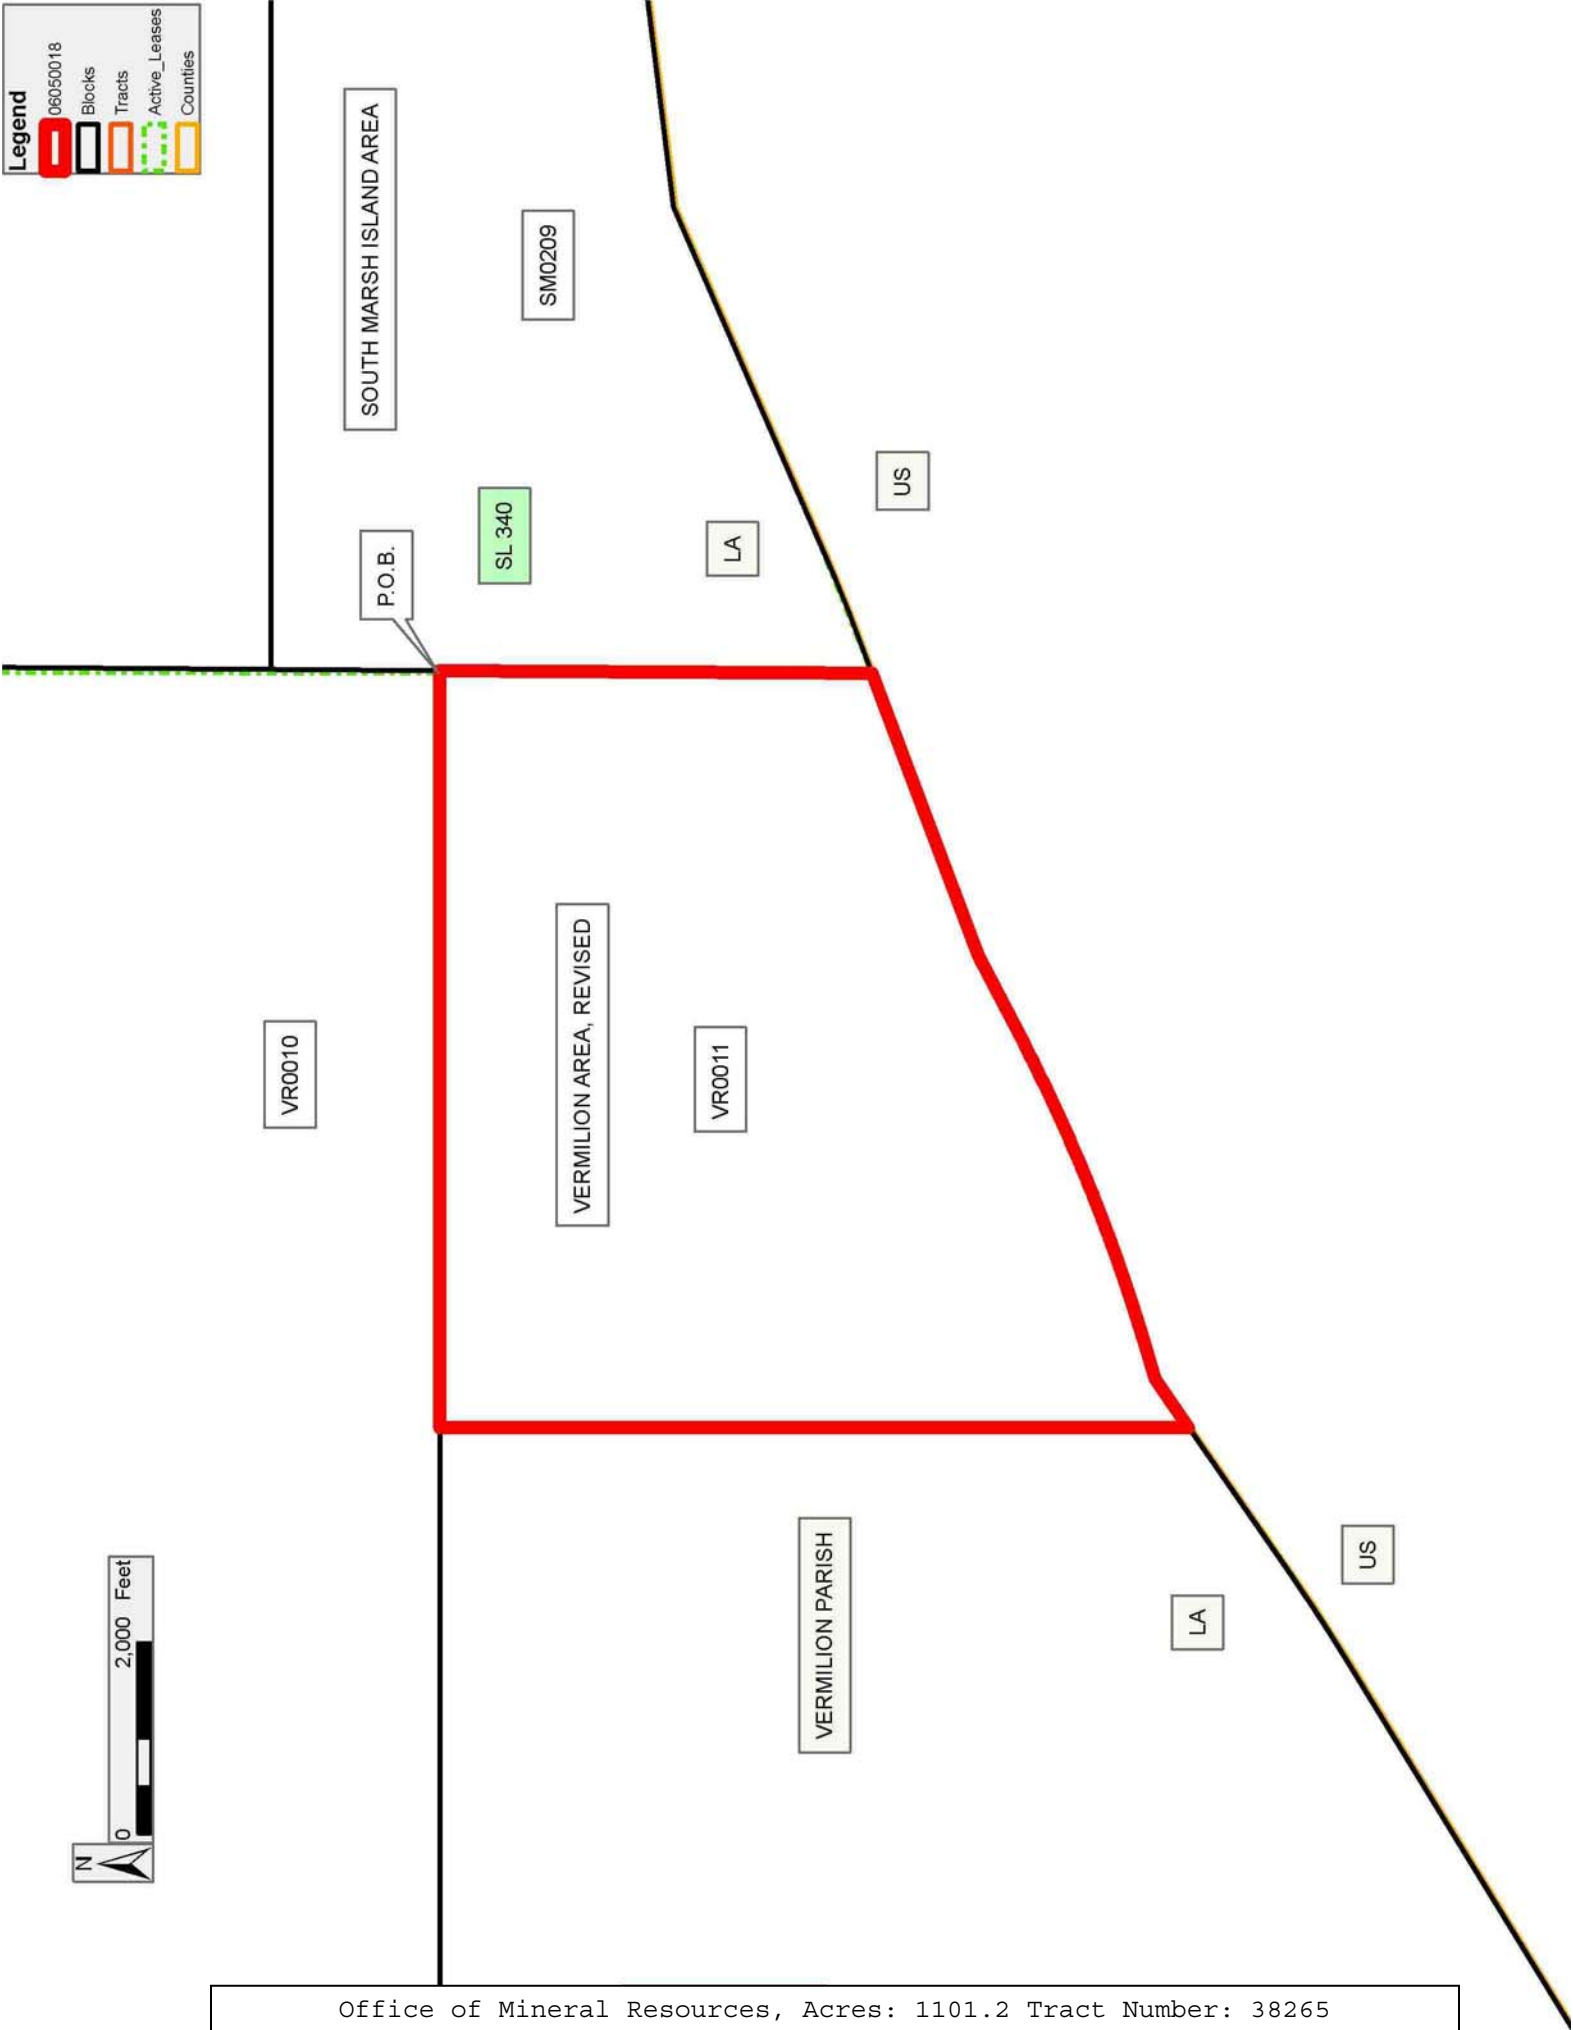 Legend
06050018
Blocks
Tracts
Active_Leases
Counties
SOUTH MARSH ISLAND AREA
SM0209
P.O.B.
SL 340
LA
US
VR0010
VERMILION AREA, REVISED
VR0011
VERMILION PARISH
LA
US
N
0 2,000 Feet
Office of Mineral Resources, Acres: 1101.2 Tract Number: 38265